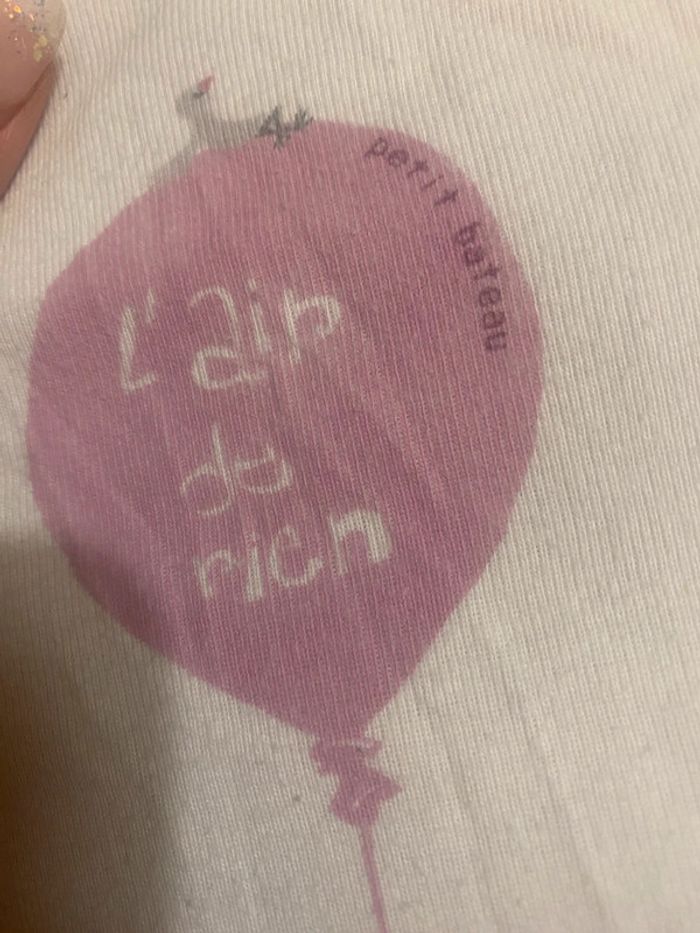 petit bateau
L'air
de
rien